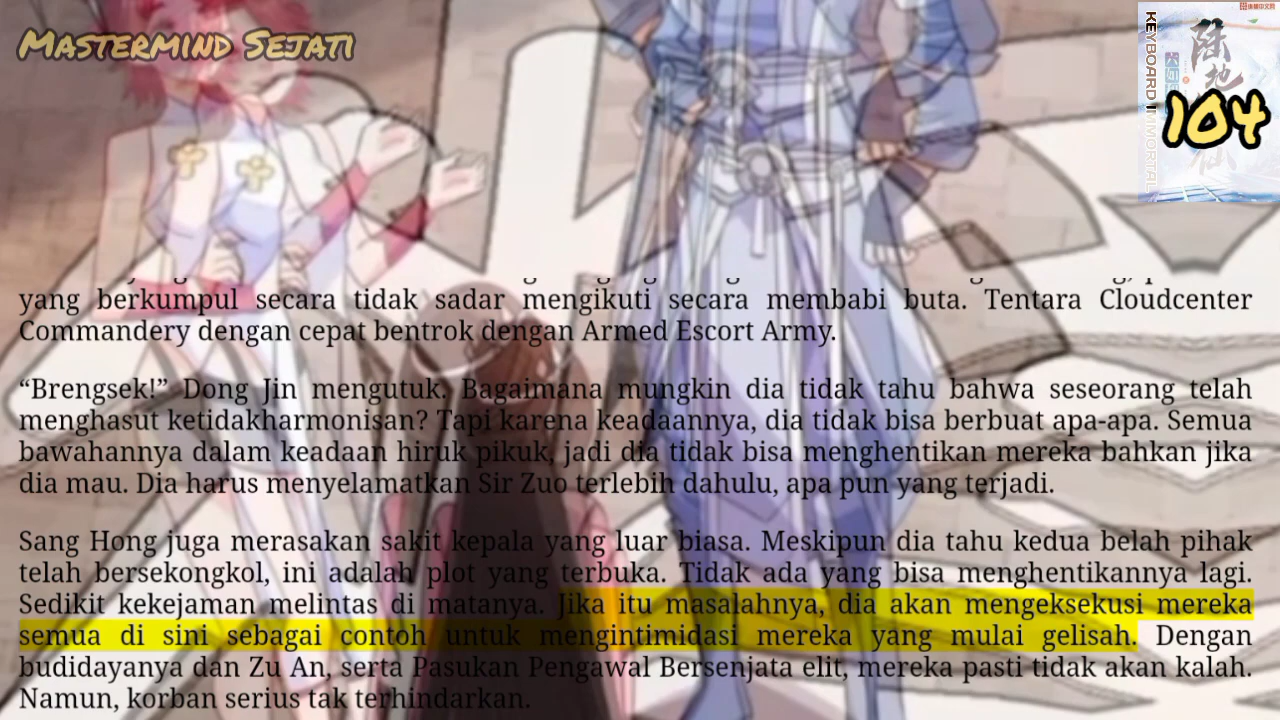 Mastermind Sejati
KEYBOARD IMMORTAL
陆地
104
yang berkumpul secara tidak sadar mengikuti secara membabi buta. Tentara Cloudcenter
Commandery dengan cepat bentrok dengan Armed Escort Army.
“Brengsek!” Dong Jin mengutuk. Bagaimana mungkin dia tidak tahu bahwa seseorang telah
menghasut ketidakharmonisan? Tapi karena keadaannya, dia tidak bisa berbuat apa-apa. Semua
bawahannya dalam keadaan hiruk pikuk, jadi dia tidak bisa menghentikan mereka bahkan jika
dia mau. Dia harus menyelamatkan Sir Zuo terlebih dahulu, apa pun yang terjadi.
Sang Hong juga merasakan sakit kepala yang luar biasa. Meskipun dia tahu kedua belah pihak
telah bersekongkol, ini adalah plot yang terbuka. Tidak ada yang bisa menghentikannya lagi.
Sedikit kekejaman melintas di matanya. Jika itu masalahnya, dia akan mengeksekusi mereka
semua di sini sebagai contoh untuk mengintimidasi mereka yang mulai gelisah. Dengan
budidayanya dan Zu An, serta Pasukan Pengawal Bersenjata elit, mereka pasti tidak akan kalah.
Namun, korban serius tak terhindarkan.